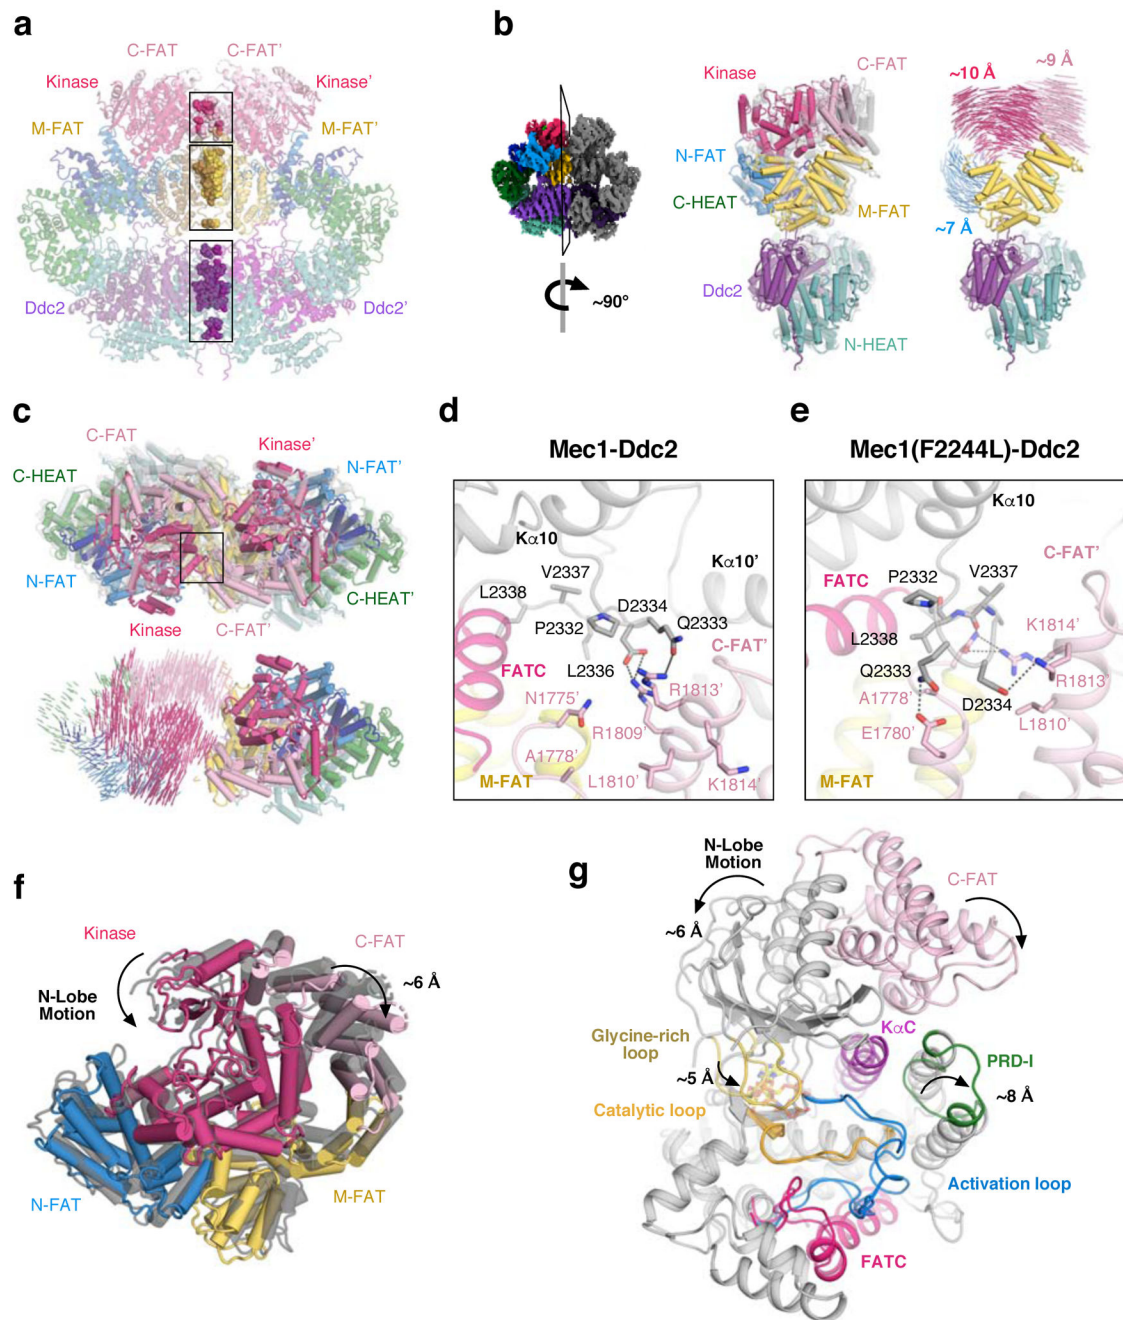 a
C-FAT
C-FAT'
Kinase
Kinase'
M-FAT
M-FAT'
Ddc2
Ddc2'
b
~90°
Kinase
C-FAT
N-FAT
C-HEAT
M-FAT
Ddc2
N-HEAT
~10 Å
~9 Å
~7 Å
c
C-FAT
Kinase'
C-HEAT
N-FAT'
N-FAT
C-HEAT'
Kinase
C-FAT'
d
Mec1-Ddc2
Kα10
V2337
Kα10'
L2338
D2334
P2332
Q2333
C-FAT'
L2336
FATC
N1775'
R1813'
R1809'
A1778'
M-FAT
L1810'
K1814'
e
Mec1(F2244L)-Ddc2
Kα10
C-FAT'
P2332
V2337
FATC
K1814'
L2338
Q2333
R1813'
A1778'
D2334
L1810'
E1780'
M-FAT
f
Kinase
C-FAT
~6 Å
N-Lobe
Motion
N-FAT
M-FAT
g
N-Lobe
Motion
C-FAT
~6 Å
KαC
Glycine-rich
loop
PRD-I
~5 Å
~8 Å
Catalytic loop
Activation loop
FATC